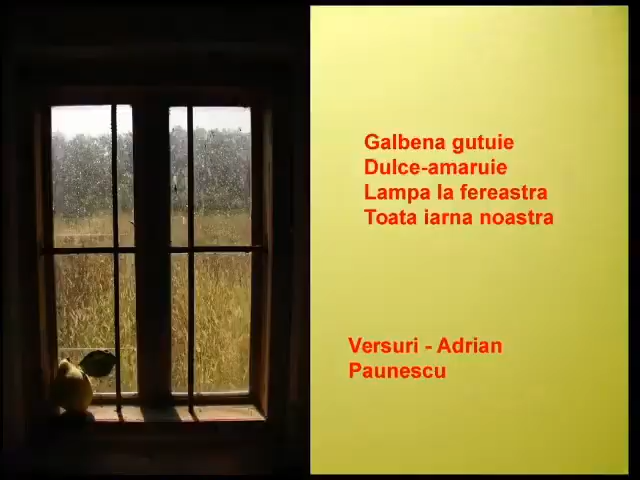 Galbena gutuie
Dulce-amaruie
Lampa la fereastra
Toata iarna noastra
Versuri - Adrian
Paunescu